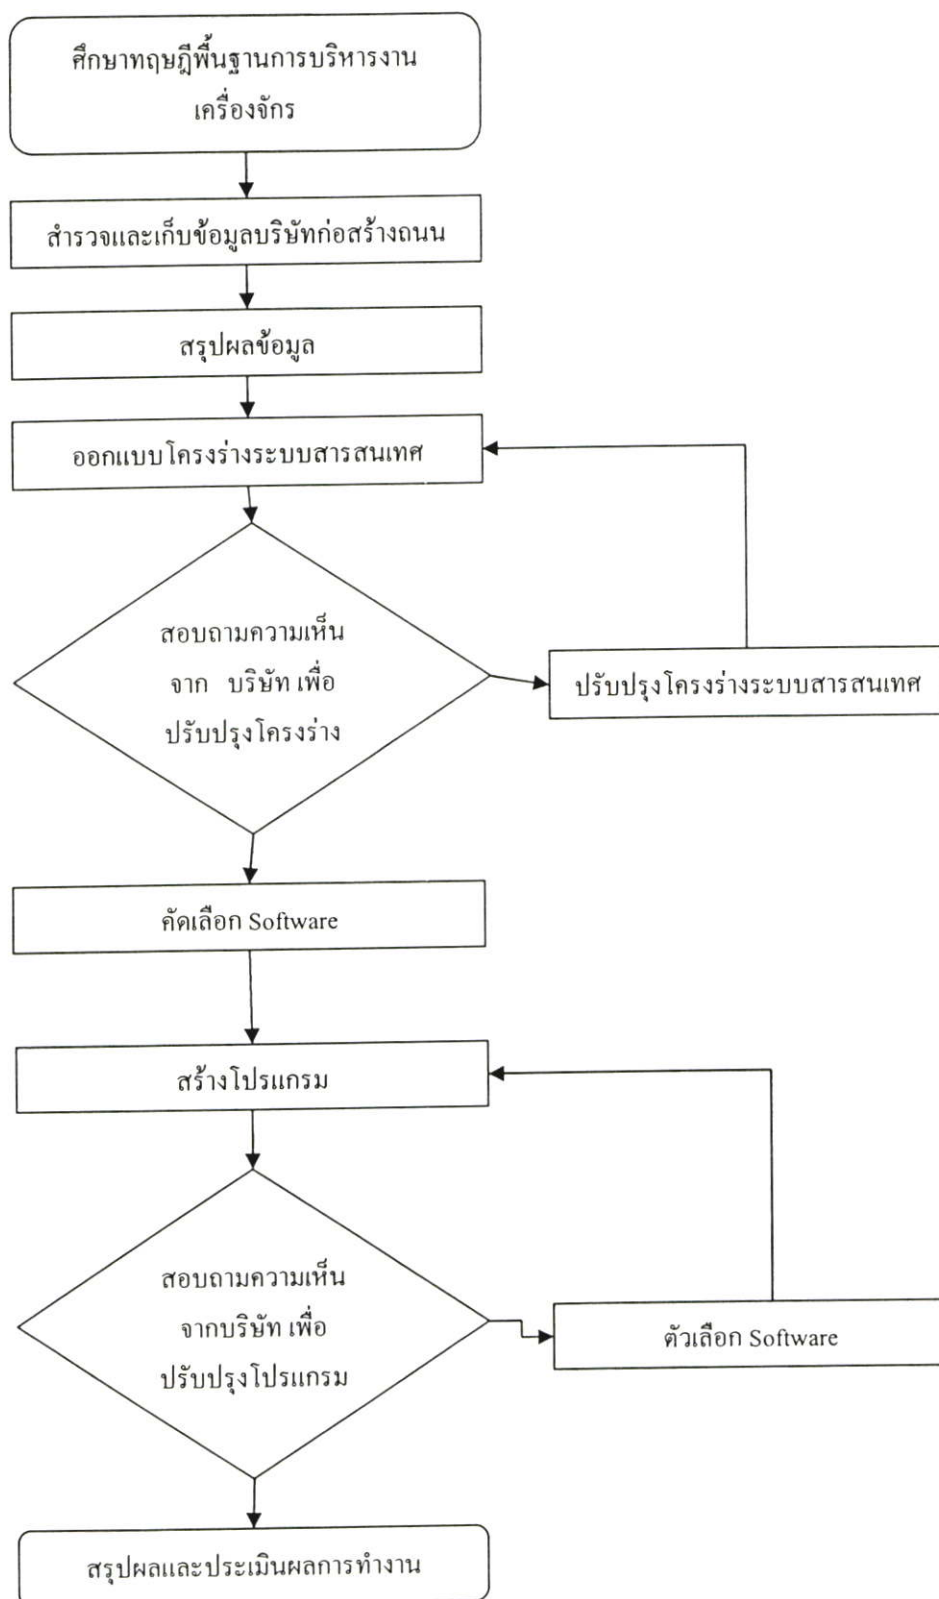 ศึกษาทฤษฎีพื้นฐานการบริหารงาน
เครื่องจักร
สำรวจและเก็บข้อมูลบริษัทก่อสร้างถนน
สรุปผลข้อมูล
ออกแบบโครงร่างระบบสารสนเทศ
สอบถามความเห็น
จาก บริษัท เพื่อ
ปรับปรุงโครงร่าง
ปรับปรุงโครงร่างระบบสารสนเทศ
คัดเลือก Software
สร้างโปรแกรม
สอบถามความเห็น
จากบริษัท เพื่อ
ปรับปรุงโปรแกรม
ตัวเลือก Software
สรุปผลและประเมินผลการทำงาน